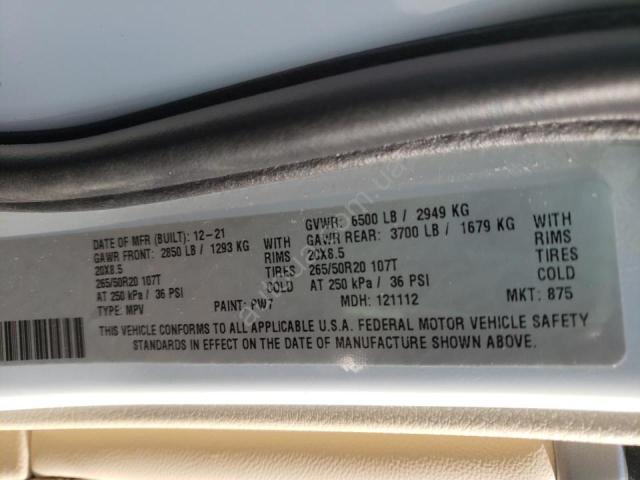 DATE OF MFR (BUILT): 12-21 GVWR: 6500 LB / 2949 KG
GAWR FRONT: 2850 LB / 1293 KG WITH GAWR REAR: 3700 LB / 1679 KG WITH
20X8.5 RIMS 20X8.5 RIMS
265/50R20 107T TIRES 265/50R20 107T TIRES
AT 250 kPa / 36 PSI COLD AT 250 kPa / 36 PSI COLD
TYPE: MPV PAINT: PW7 MDH: 121112 MKT: 875
THIS VEHICLE CONFORMS TO ALL APPLICABLE U.S.A. FEDERAL MOTOR VEHICLE SAFETY
STANDARDS IN EFFECT ON THE DATE OF MANUFACTURE SHOWN ABOVE.